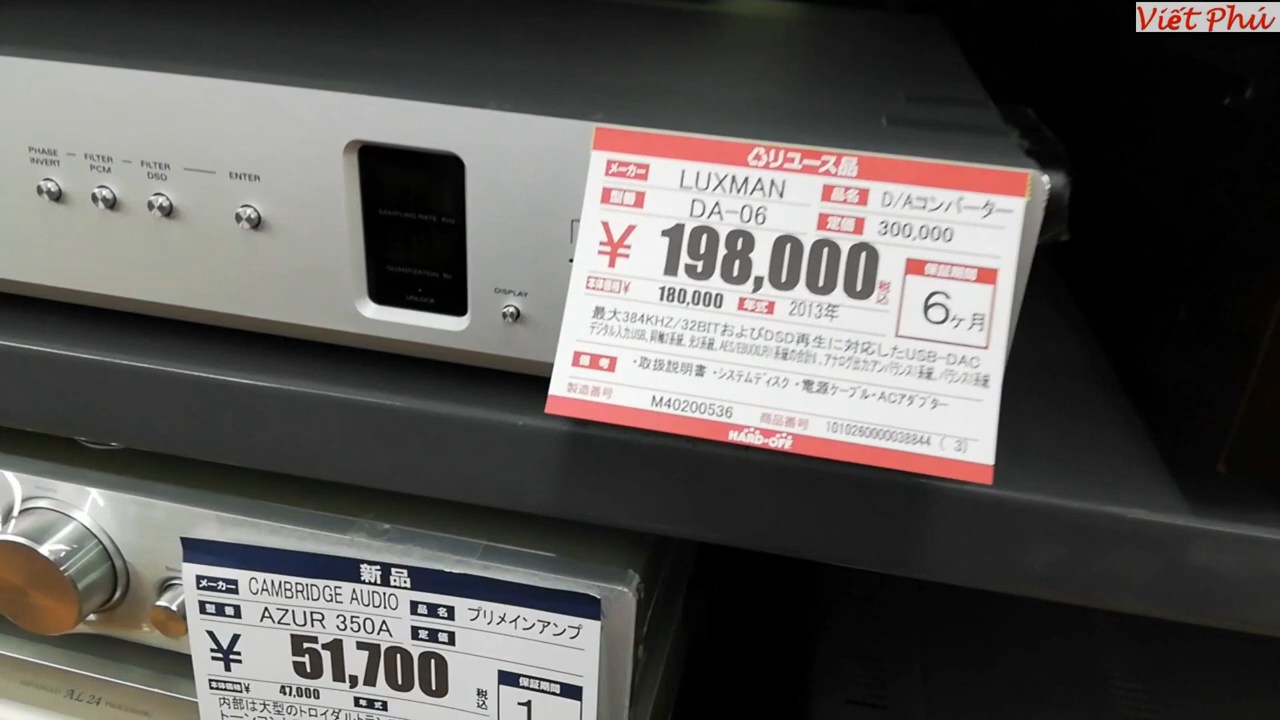 Việt Phú
PHASE INVERT
FILTER PCM
FILTER DSD
ENTER
SAMPLING RATE
QUANTIZATION
UNLOCK
DISPLAY
リユース品
メーカー LUXMAN 品名 D/Aコンバーター
型番 DA-06 定価 300,000
¥ 198,000 税込
本体価格¥ 180,000 年式 2013年
保証期間
6ヶ月
最大384KHZ/32BITおよびDSD再生に対応したUSB-DAC
備考 ・取扱説明書・システムディスク・電源ケーブル・ACアダプター
製造番号 M40200536 商品番号 1010260000038844 ( 3)
HARD・OFF
新品
メーカー CAMBRIDGE AUDIO 品名 プリメインアンプ
型番 AZUR 350A 定価
¥ 51,700 税込
本体価格¥ 47,000 年式
保証期間
1
内部は大型のトロイダルトラン
AL24